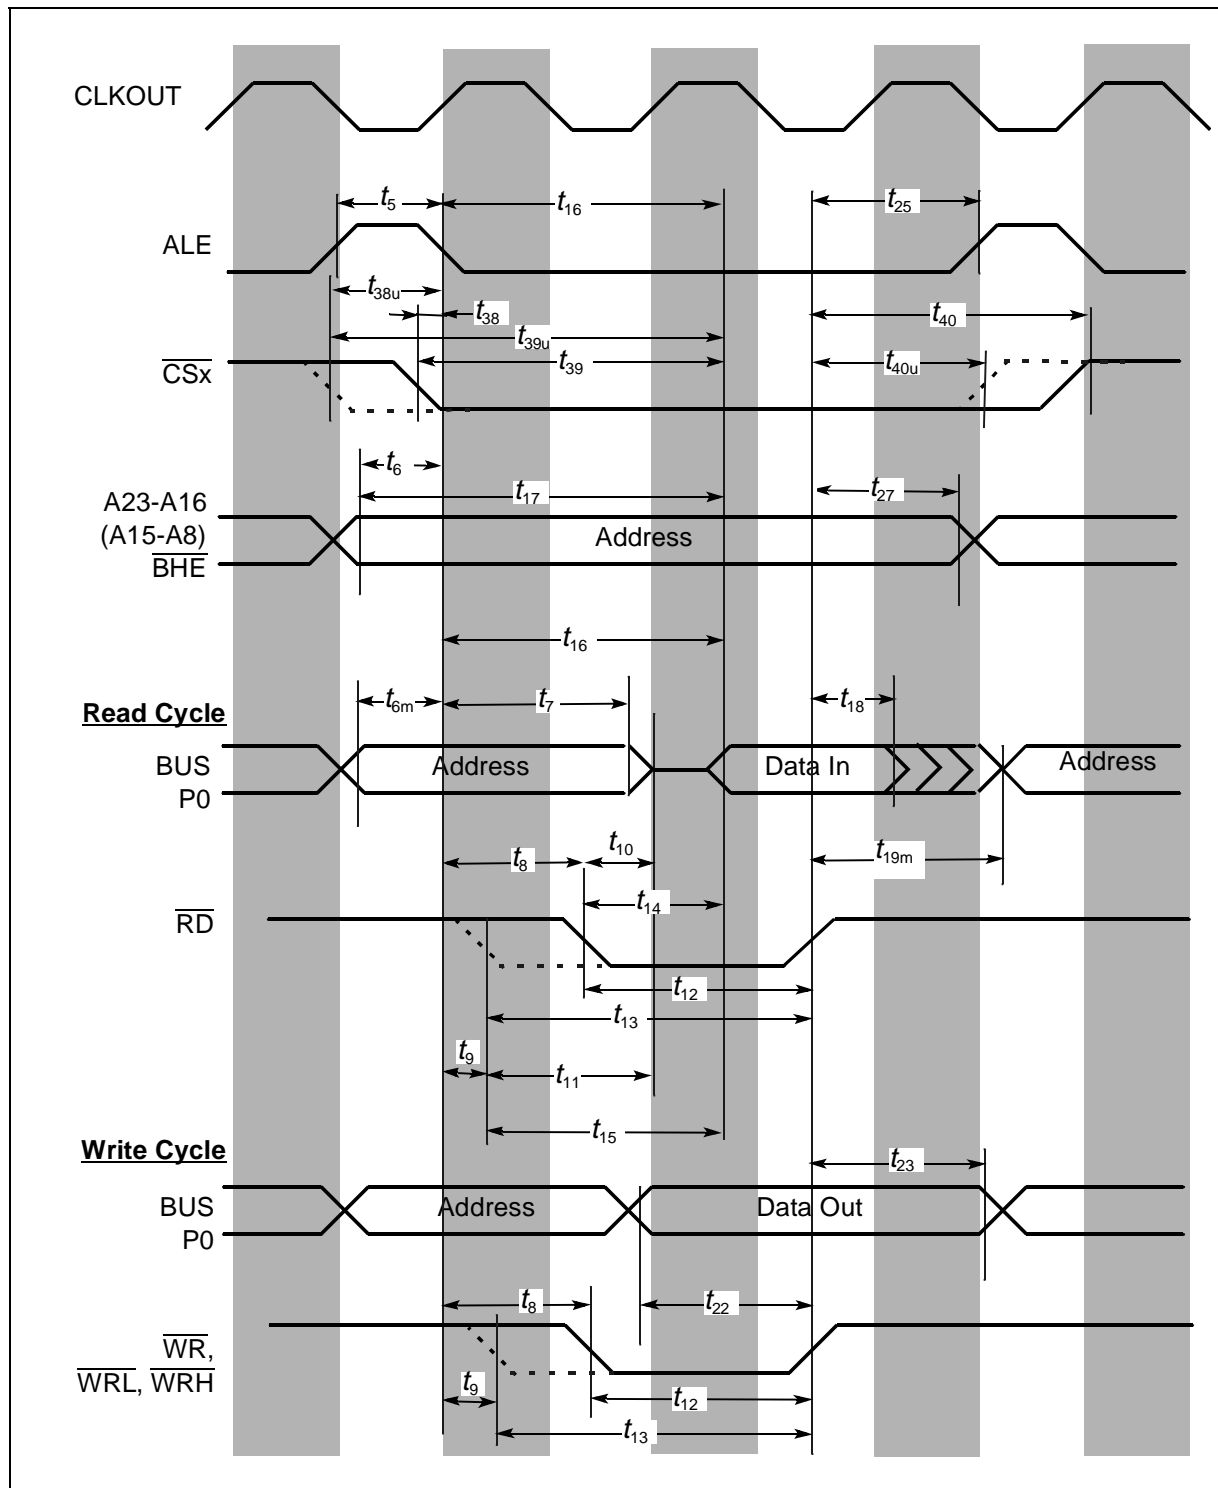 CLKOUT
t5
t16
t25
ALE
t38u
t38
t40
t39u
CSx
t39
t40u
t6
t17
t27
A23-A16
(A15-A8)
BHE
Address
t16
t6m
t7
t18
Read Cycle
BUS
P0
Address
Data In
Address
t8
t10
t19m
t14
RD
t12
t13
t9
t11
t15
Write Cycle
t23
BUS
P0
Address
Data Out
t8
t22
WR,
WRL, WRH
t9
t12
t13